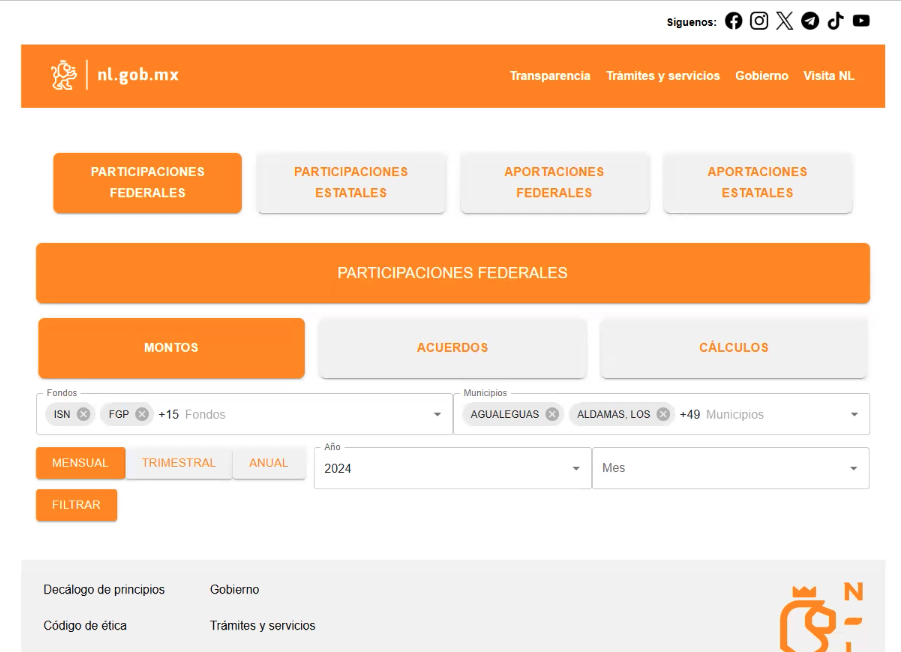 Síguenos:
nl.gob.mx
Transparencia Trámites y servicios Gobierno Visita NL
PARTICIPACIONES FEDERALES
PARTICIPACIONES ESTATALES
APORTACIONES FEDERALES
APORTACIONES ESTATALES
PARTICIPACIONES FEDERALES
MONTOS ACUERDOS CÁLCULOS
Fondos
ISN FGP +15 Fondos
Municipios
AGUALEGUAS ALDAMAS, LOS +49 Municipios
MENSUAL TRIMESTRAL ANUAL
Año
2024
Mes
FILTRAR
Decálogo de principios Gobierno
Código de ética Trámites y servicios
N